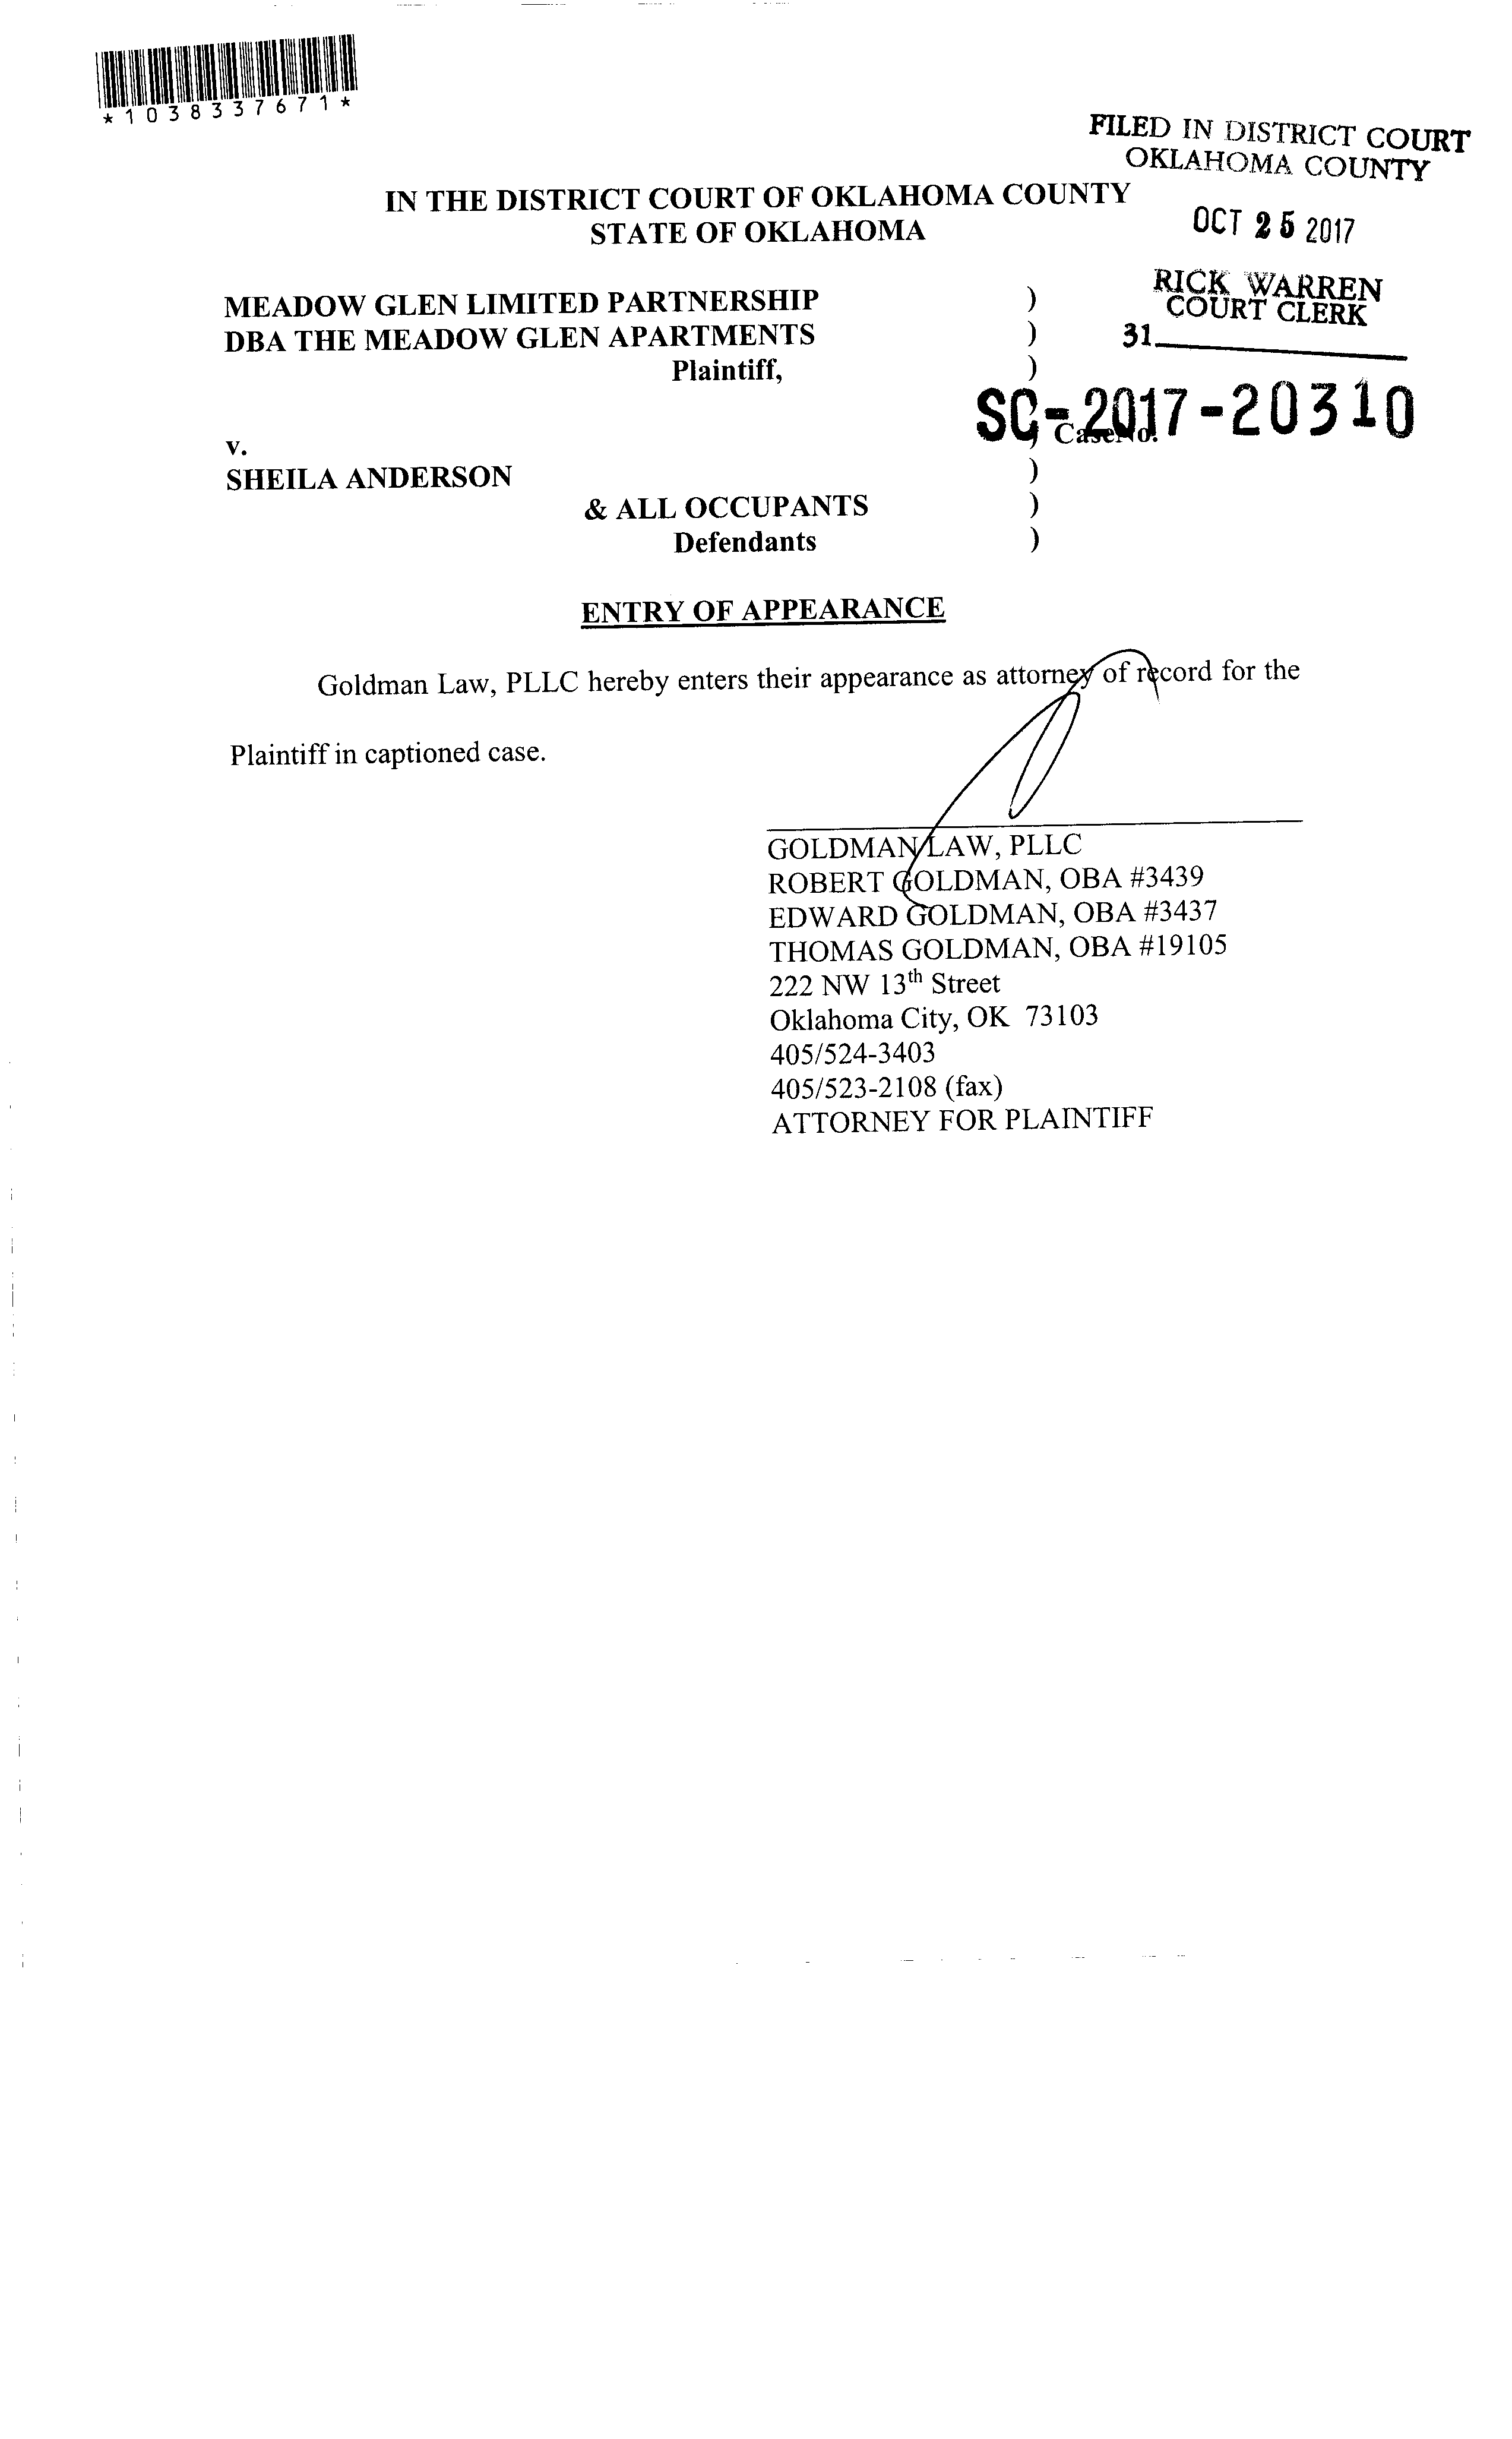 *1038337671*
FILED IN DISTRICT COURT
OKLAHOMA COUNTY
IN THE DISTRICT COURT OF OKLAHOMA COUNTY
STATE OF OKLAHOMA
OCT 25 2017
RICK WARREN
COURT CLERK
31
MEADOW GLEN LIMITED PARTNERSHIP )
DBA THE MEADOW GLEN APARTMENTS )
Plaintiff, )
SC-2017-20310
) Case No.
v.
SHEILA ANDERSON )
& ALL OCCUPANTS )
Defendants )
ENTRY OF APPEARANCE
Goldman Law, PLLC hereby enters their appearance as attorney of record for the
Plaintiff in captioned case.
GOLDMAN LAW, PLLC
ROBERT GOLDMAN, OBA #3439
EDWARD GOLDMAN, OBA #3437
THOMAS GOLDMAN, OBA #19105
222 NW 13th Street
Oklahoma City, OK 73103
405/524-3403
405/523-2108 (fax)
ATTORNEY FOR PLAINTIFF